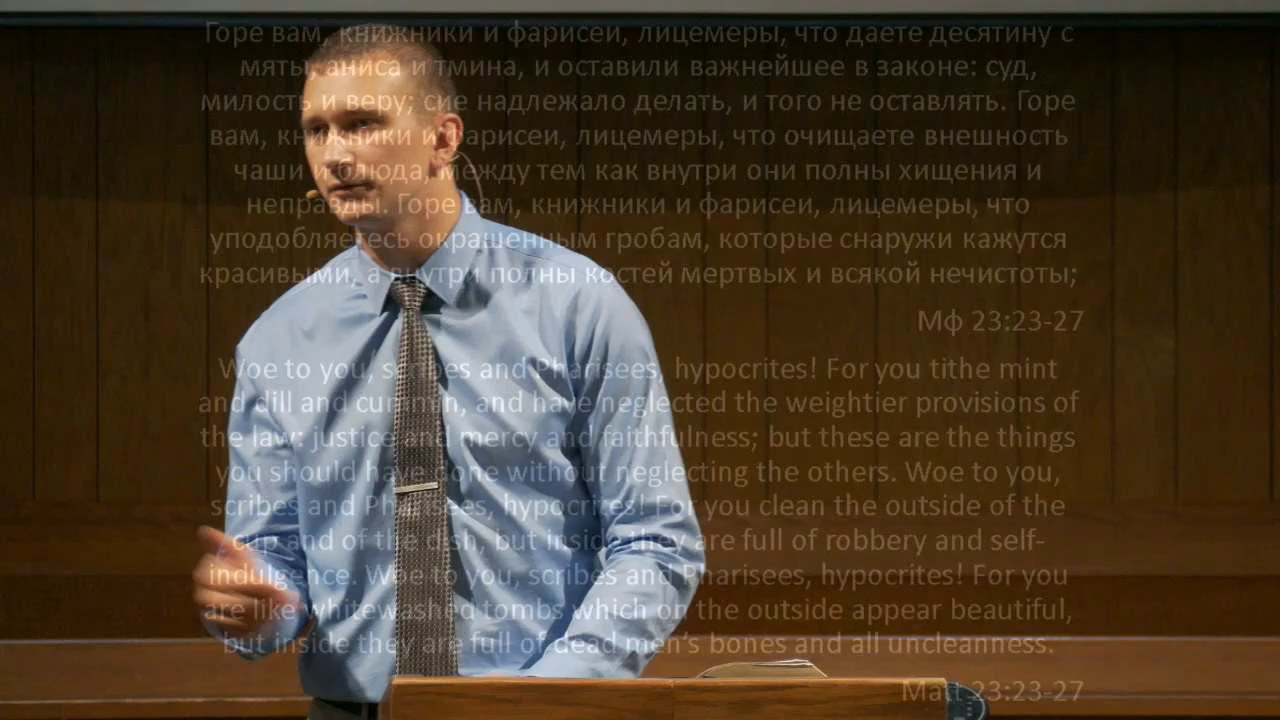 Горе вам, книжники и фарисеи, лицемеры, что даете десятину с
мяты, аниса и тмина, и оставили важнейшее в законе: суд,
милость и веру; сие надлежало делать, и того не оставлять. Горе
вам, книжники и фарисеи, лицемеры, что очищаете внешность
чаши и блюда, между тем как внутри они полны хищения и
неправды. Горе вам, книжники и фарисеи, лицемеры, что
уподобляетесь окрашенным гробам, которые снаружи кажутся
красивыми, а внутри полны костей мертвых и всякой нечистоты;
Мф 23:23-27
Woe to you, scribes and Pharisees, hypocrites! For you tithe mint
and dill and cummin, and have neglected the weightier provisions of
the law: justice and mercy and faithfulness; but these are the things
you should have done without neglecting the others. Woe to you,
scribes and Pharisees, hypocrites! For you clean the outside of the
cup and of the dish, but inside they are full of robbery and self-
indulgence. Woe to you, scribes and Pharisees, hypocrites! For you
are like whitewashed tombs which on the outside appear beautiful,
but inside they are full of dead men's bones and all uncleanness.
Matt 23:23-27